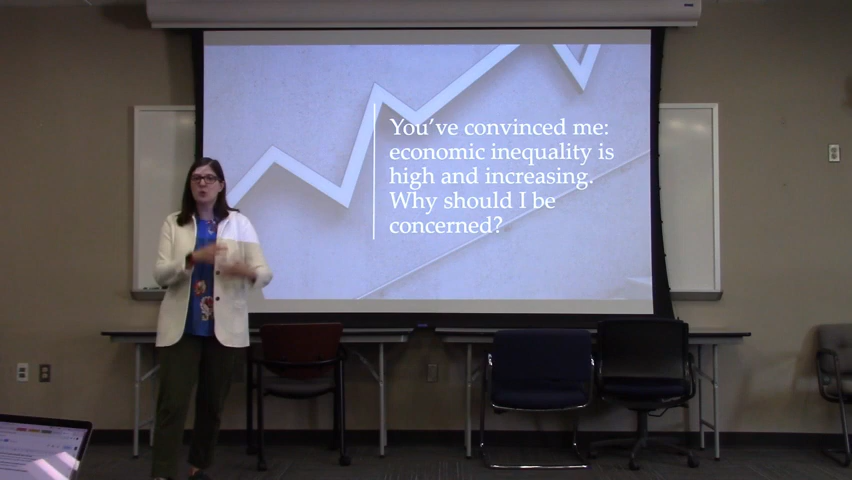 You've convinced me:
economic inequality is
high and increasing.
Why should I be
concerned?